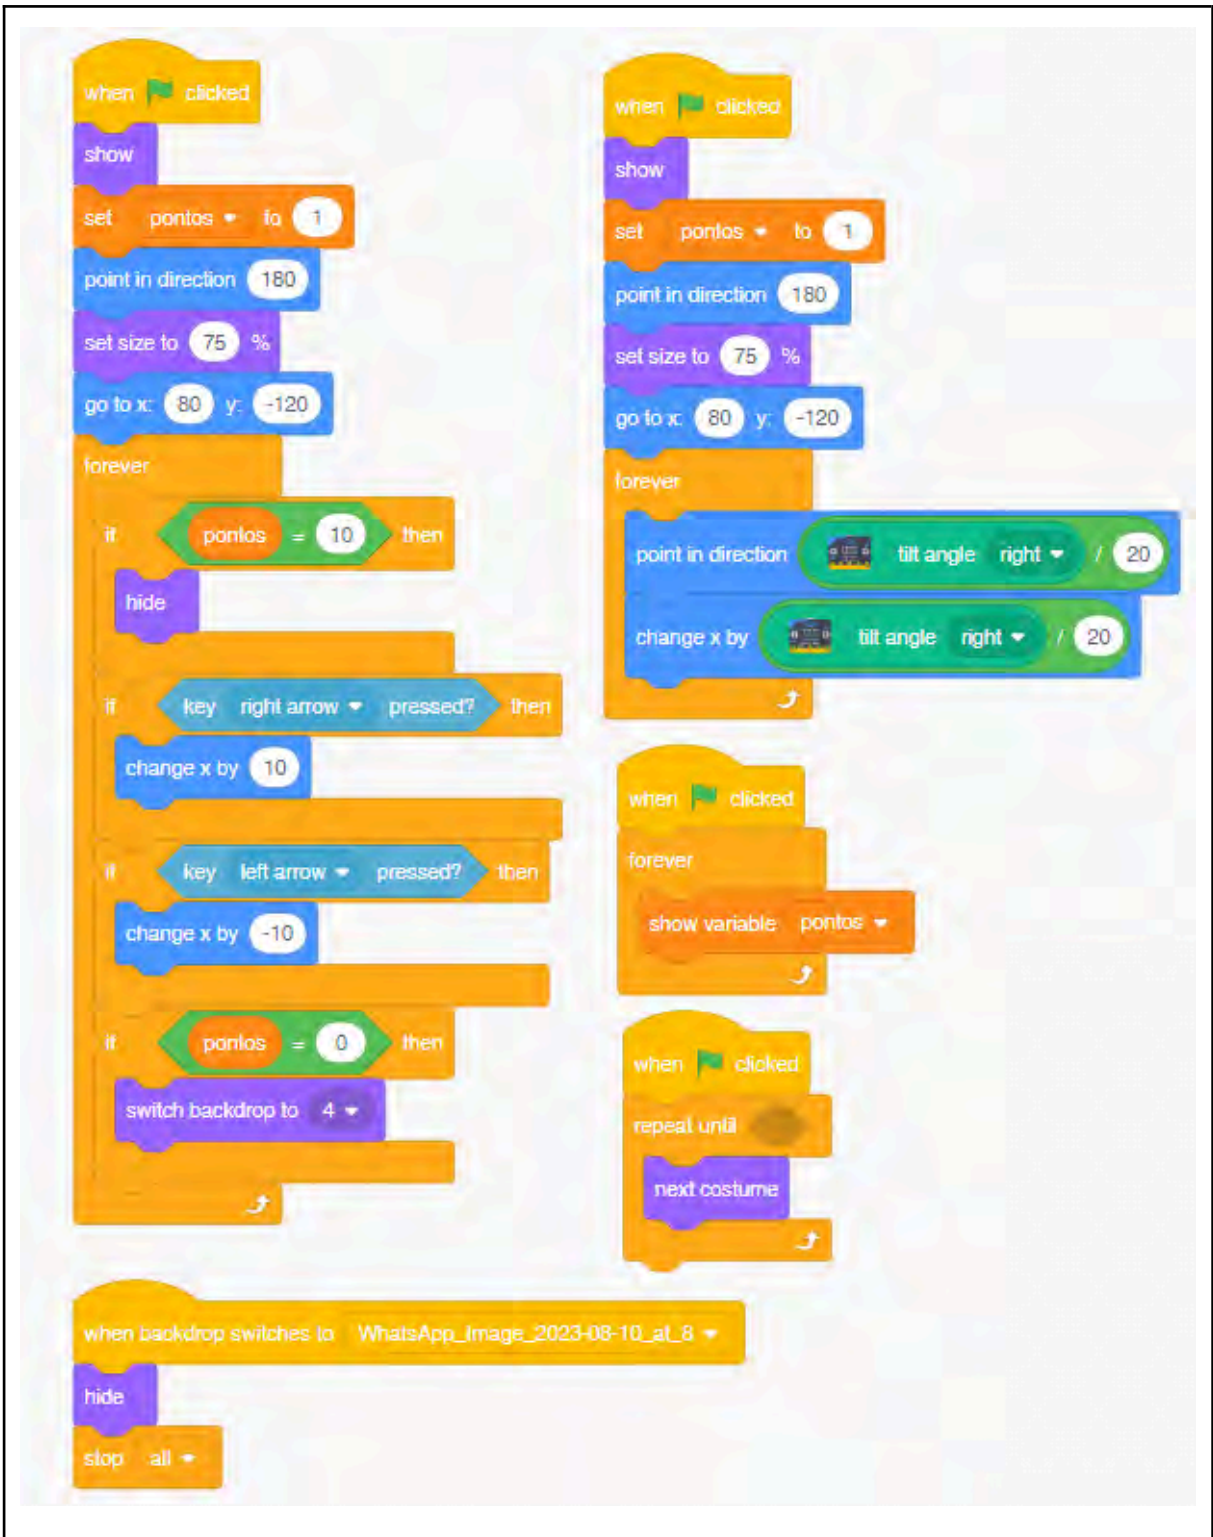 when clicked
show
set pontos to 1
point in direction 180
set size to 75 %
go to x: 80 y: -120
forever
if pontos = 10 then
hide
if key right arrow pressed? then
change x by 10
if key left arrow pressed? then
change x by -10
if pontos = 0 then
switch backdrop to 4
when clicked
show
set pontos to 1
point in direction 180
set size to 75 %
go to x: 80 y: -120
forever
point in direction tilt angle right / 20
change x by tilt angle right / 20
when clicked
forever
show variable pontos
when clicked
repeat until
next costume
when backdrop switches to WhatsApp_Image_2023-08-10_at_8
hide
stop all